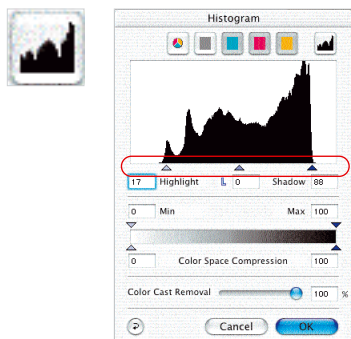 Histogram
17 Highlight 0 Shadow 88
0 Min Max 100
0 Color Space Compression 100
Color Cast Removal 100 %
Cancel OK